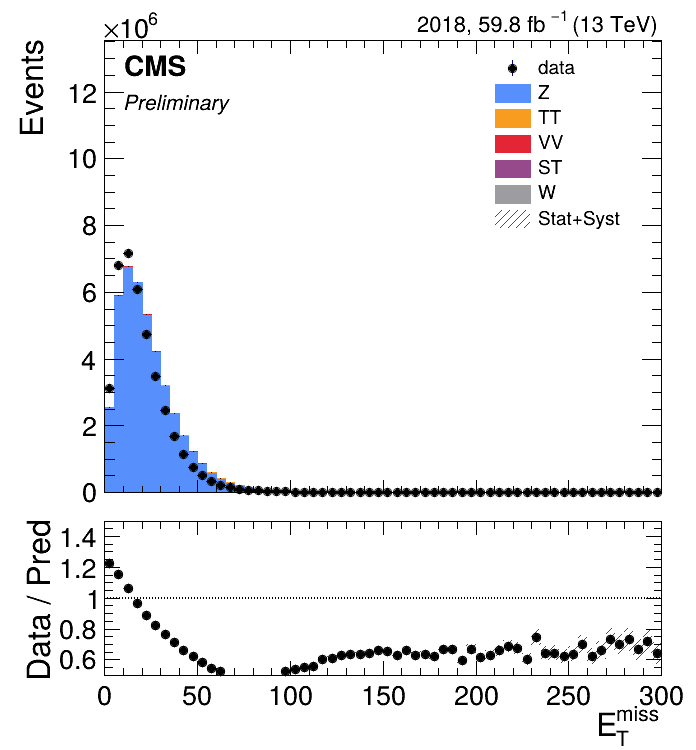 ×10⁶
2018, 59.8 fb⁻¹ (13 TeV)
CMS
Preliminary
Events
12
10
8
6
4
2
0
data
Z
TT
VV
ST
W
Stat+Syst
Data / Pred
1.4
1.2
1
0.8
0.6
0 50 100 150 200 250 300
E_T^miss